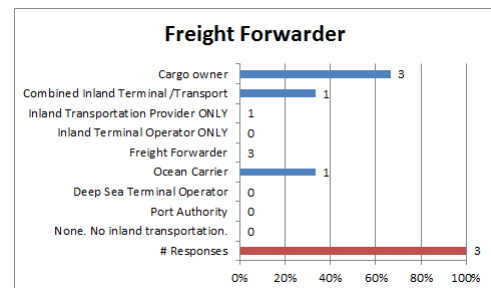 Freight Forwarder
Cargo owner 3
Combined Inland Terminal /Transport 1
Inland Transportation Provider ONLY 1
Inland Terminal Operator ONLY 0
Freight Forwarder 3
Ocean Carrier 1
Deep Sea Terminal Operator 0
Port Authority 0
None. No inland transportation. 0
# Responses 3
0% 20% 40% 60% 80% 100%